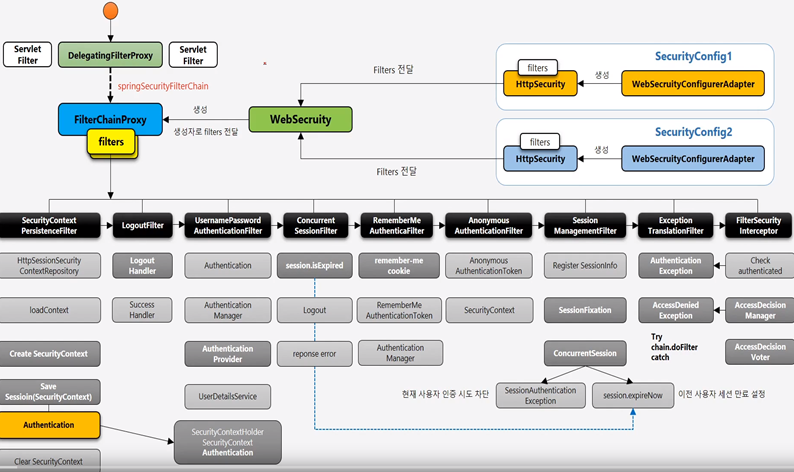 Servlet
Filter
DelegatingFilterProxy
Servlet
Filter
springSecurityFilterChain
FilterChainProxy
filters
생성
생성자로 filters 전달
WebSecruity
Filters 전달
Filters 전달
SecurityConfig1
filters
HttpSecurity
생성
WebSecruityConfigurerAdapter
SecurityConfig2
filters
HttpSecurity
생성
WebSecruityConfigurerAdapter
SecurityContext
PersistenceFilter
LogoutFilter
UsernamePassword
AuthenticationFilter
Concurrent
SessionFilter
RememberMe
AuthenticaFilter
Anonymous
AuthenticationFilter
Session
ManagementFilter
Exception
TranslationFilter
FilterSecurity
Interceptor
HttpSessionSecurity
ContextRepository
Logout
Handler
Authentication
session.isExpired
remember-me
cookie
Anonymous
AuthenticationToken
Register SessionInfo
Authentication
Exception
Check
authenticated
loadContext
Success
Handler
Authentication
Manager
Logout
RememberMe
AuthenticationToken
SecurityContext
SessionFixation
AccessDenied
Exception
AccessDecision
Manager
Create SecurityContext
Authentication
Provider
reponse error
Authentication
Manager
ConcurrentSession
Try
chain.doFilter
catch
AccessDecision
Voter
Save
Sessioin(SecurityContext)
UserDetailsService
현재 사용자 인증 시도 차단
SessionAuthentication
Exception
session.expireNow
이전 사용자 세션 만료 설정
Authentication
SecurityContextHolder
SecurityContext
Authentication
Clear SecurityContext